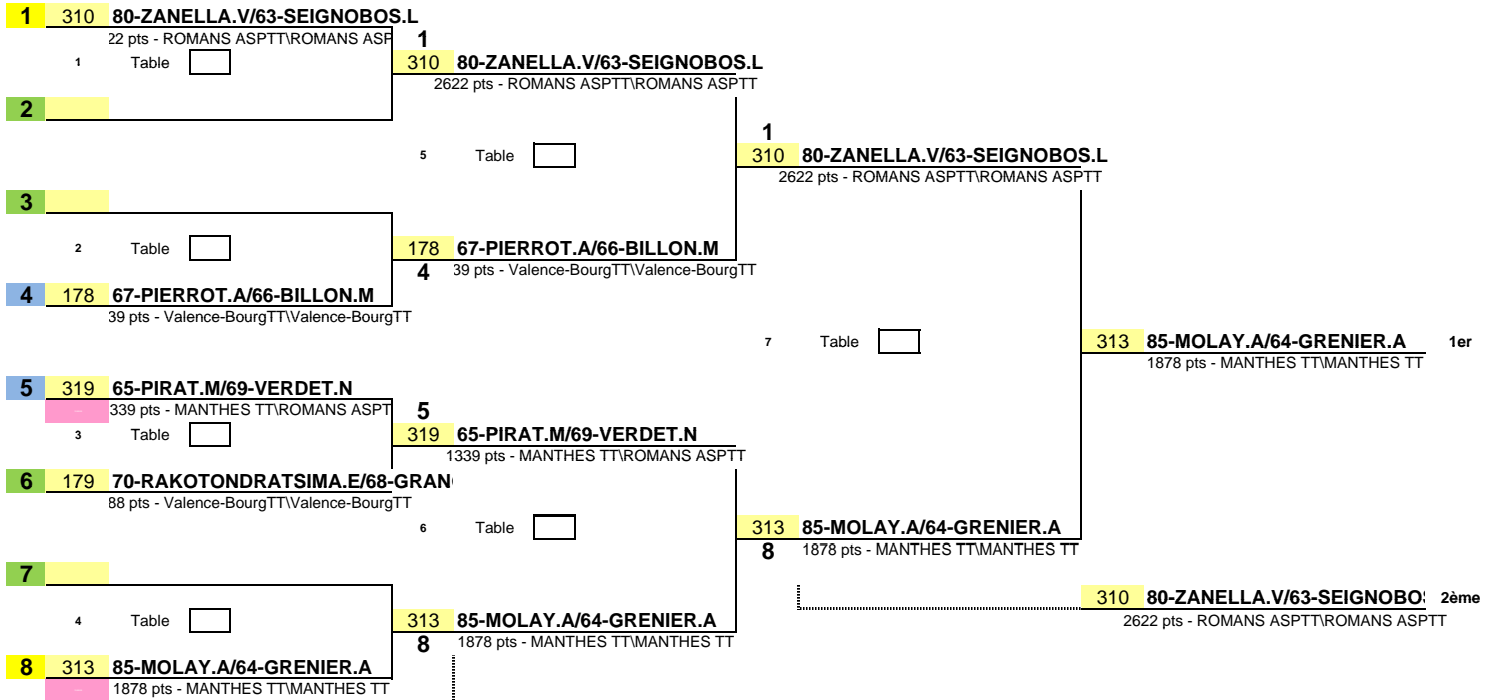 1 310 80-ZANELLA.V/63-SEIGNOBOS.L
22 pts - ROMANS ASPTT\ROMANS ASP
1
1 Table
310 80-ZANELLA.V/63-SEIGNOBOS.L
2622 pts - ROMANS ASPTT\ROMANS ASPTT
2
1
5 Table
310 80-ZANELLA.V/63-SEIGNOBOS.L
2622 pts - ROMANS ASPTT\ROMANS ASPTT
3
2 Table
178 67-PIERROT.A/66-BILLON.M
4 39 pts - Valence-BourgTT\Valence-BourgTT
4 178 67-PIERROT.A/66-BILLON.M
39 pts - Valence-BourgTT\Valence-BourgTT
7 Table
313 85-MOLAY.A/64-GRENIER.A 1er
1878 pts - MANTHES TT\MANTHES TT
5 319 65-PIRAT.M/69-VERDET.N
– 339 pts - MANTHES TT\ROMANS ASPT
5
3 Table
319 65-PIRAT.M/69-VERDET.N
1339 pts - MANTHES TT\ROMANS ASPTT
6 179 70-RAKOTONDRATSIMA.E/68-GRAN
88 pts - Valence-BourgTT\Valence-BourgTT
6 Table
313 85-MOLAY.A/64-GRENIER.A
8 1878 pts - MANTHES TT\MANTHES TT
7
310 80-ZANELLA.V/63-SEIGNOBO 2ème
2622 pts - ROMANS ASPTT\ROMANS ASPTT
4 Table
313 85-MOLAY.A/64-GRENIER.A
8 1878 pts - MANTHES TT\MANTHES TT
8 313 85-MOLAY.A/64-GRENIER.A
– 1878 pts - MANTHES TT\MANTHES TT